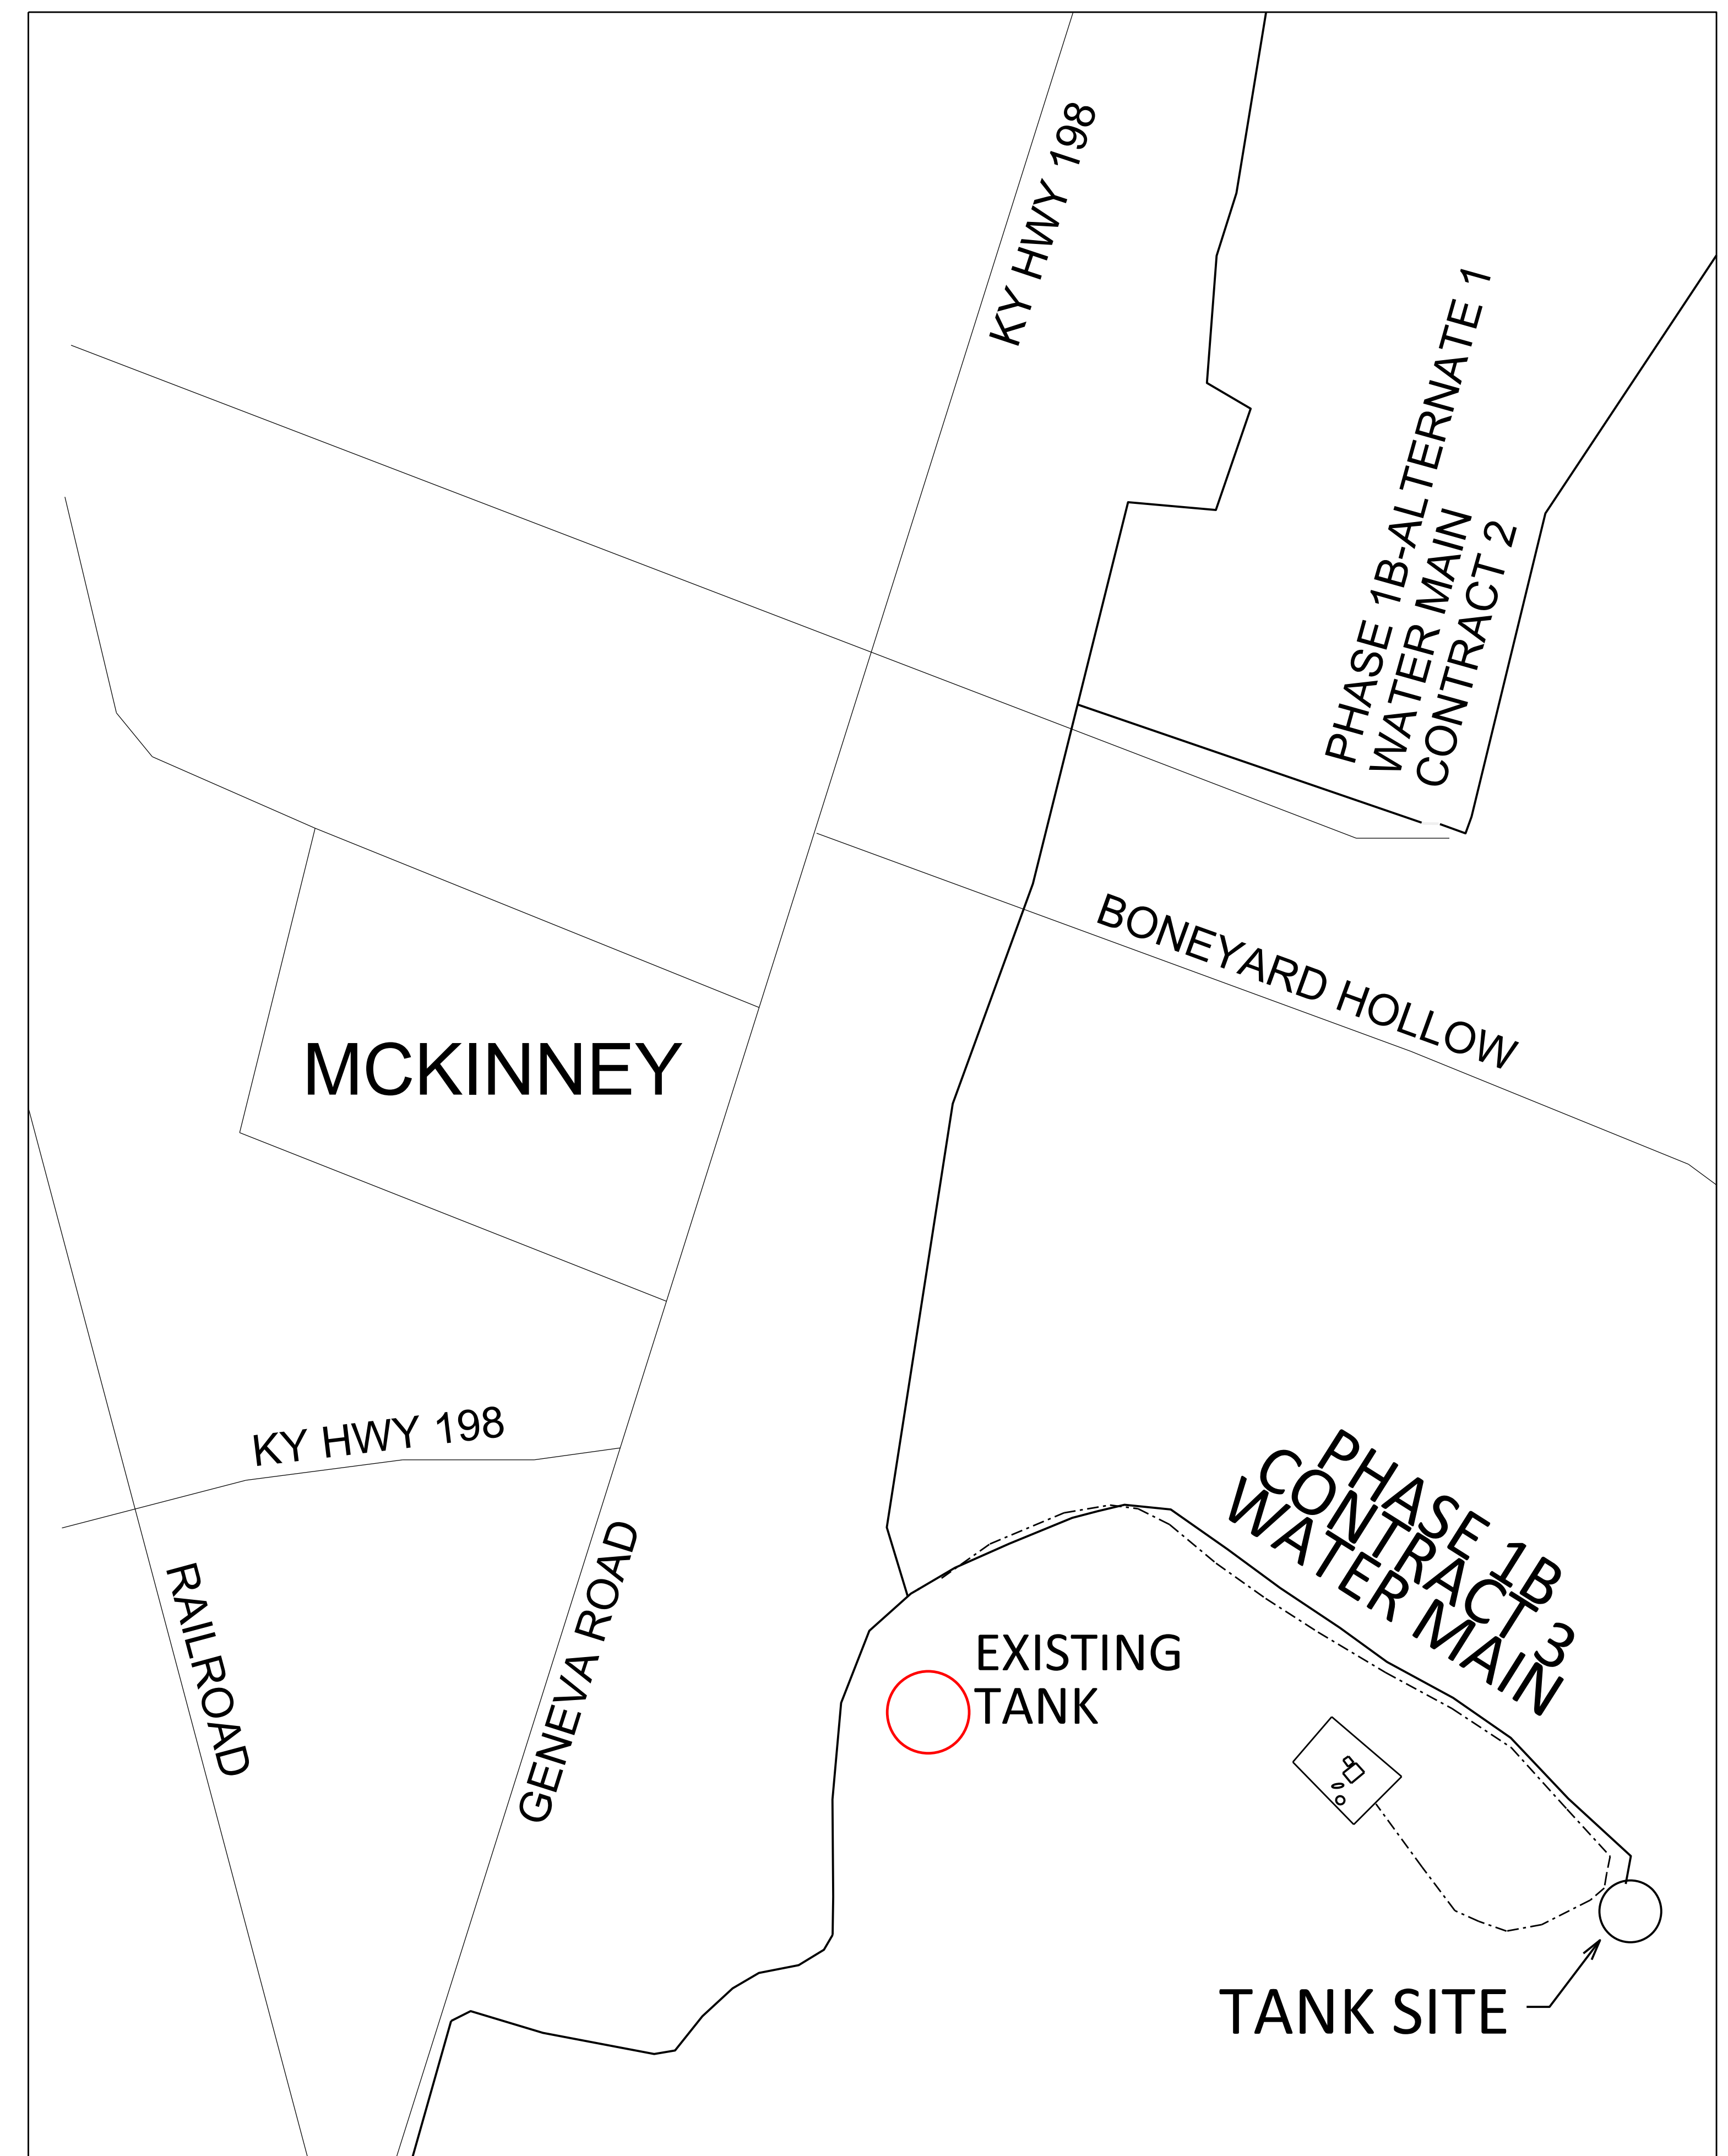 KY HWY 198
PHASE 1B-ALTERNATE 1
WATER MAIN
CONTRACT 2
BONEYARD HOLLOW
MCKINNEY
KY HWY 198
RAILROAD
GENEVA ROAD
PHASE 1B
CONTRACT 3
WATER MAIN
EXISTING
TANK
TANK SITE